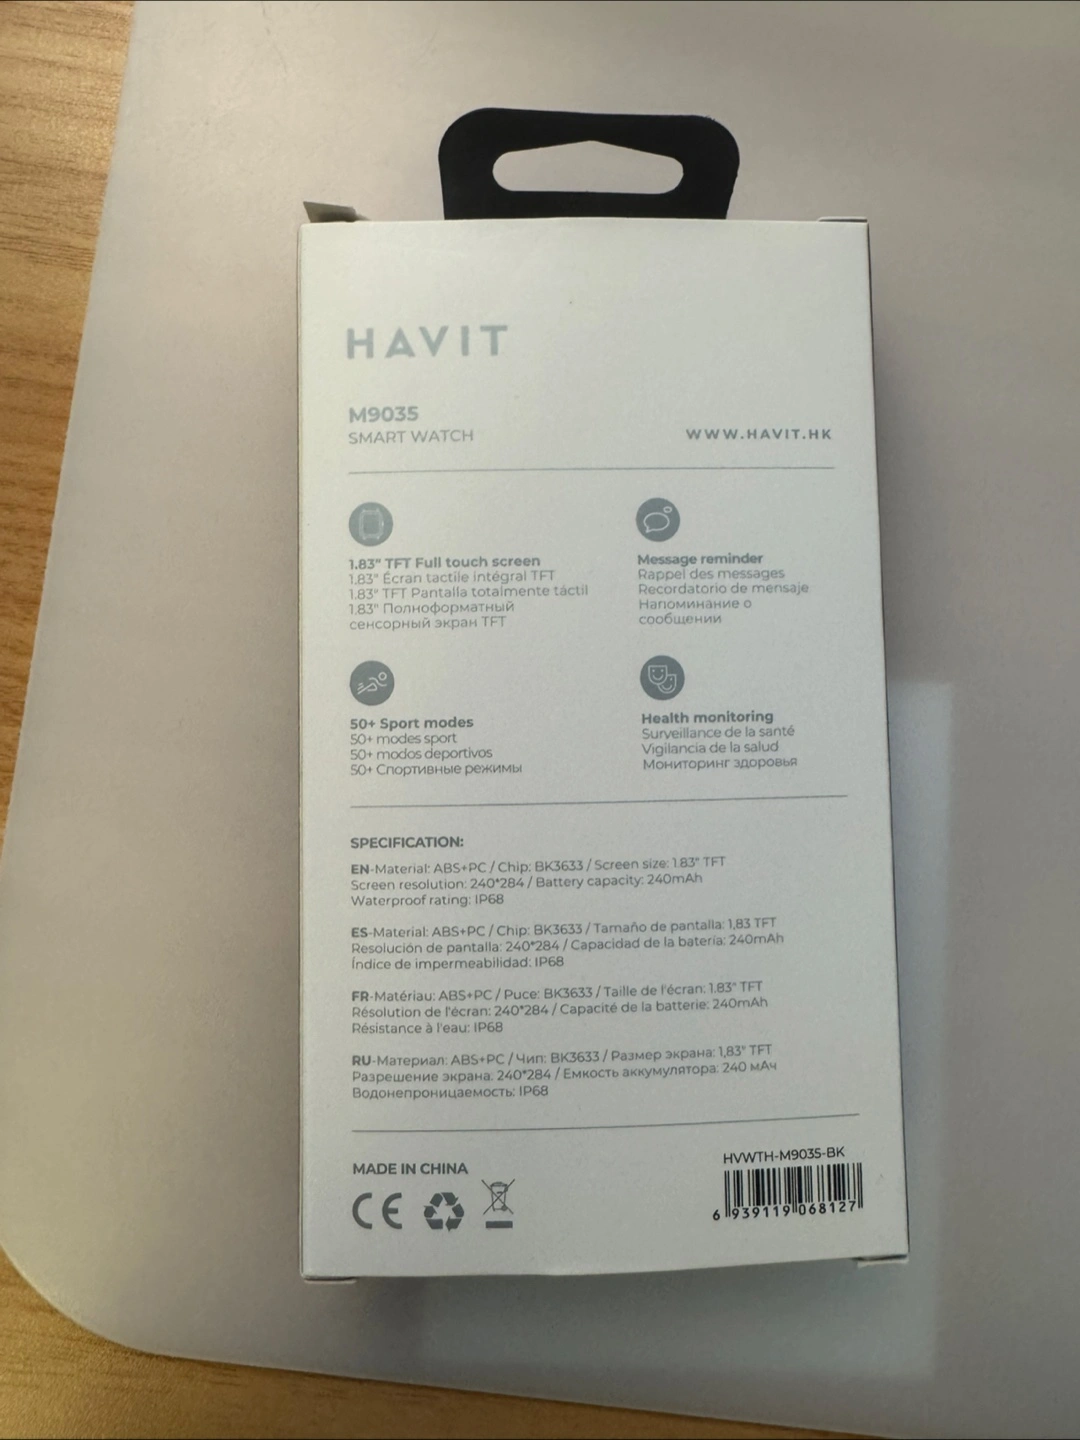 HAVIT
M9035
SMART WATCH
WWW.HAVIT.HK
1.83" TFT Full touch screen
1.83" Écran tactile intégral TFT
1.83" TFT Pantalla totalmente táctil
1.83" Полноформатный
сенсорный экран TFT
Message reminder
Rappel des messages
Recordatorio de mensaje
Напоминание о
сообщении
50+ Sport modes
50+ modes sport
50+ modos deportivos
50+ Спортивные режимы
Health monitoring
Surveillance de la santé
Vigilancia de la salud
Мониторинг здоровья
SPECIFICATION:
EN-Material: ABS+PC / Chip: BK3633 / Screen size: 1.83" TFT
Screen resolution: 240*284 / Battery capacity: 240mAh
Waterproof rating: IP68
ES-Material: ABS+PC / Chip: BK3633 / Tamaño de pantalla: 1,83 TFT
Resolución de pantalla: 240*284 / Capacidad de la batería: 240mAh
Índice de impermeabilidad: IP68
FR-Matériau: ABS+PC / Puce: BK3633 / Taille de l'écran: 1.83" TFT
Résolution de l'écran: 240*284 / Capacité de la batterie: 240mAh
Résistance à l'eau: IP68
RU-Материал: ABS+PC / Чип: BK3633 / Размер экрана: 1,83" TFT
Разрешение экрана: 240*284 / Емкость аккумулятора: 240 мАч
Водонепроницаемость: IP68
MADE IN CHINA
CE
HVWTH-M9035-BK
6 939119 068127